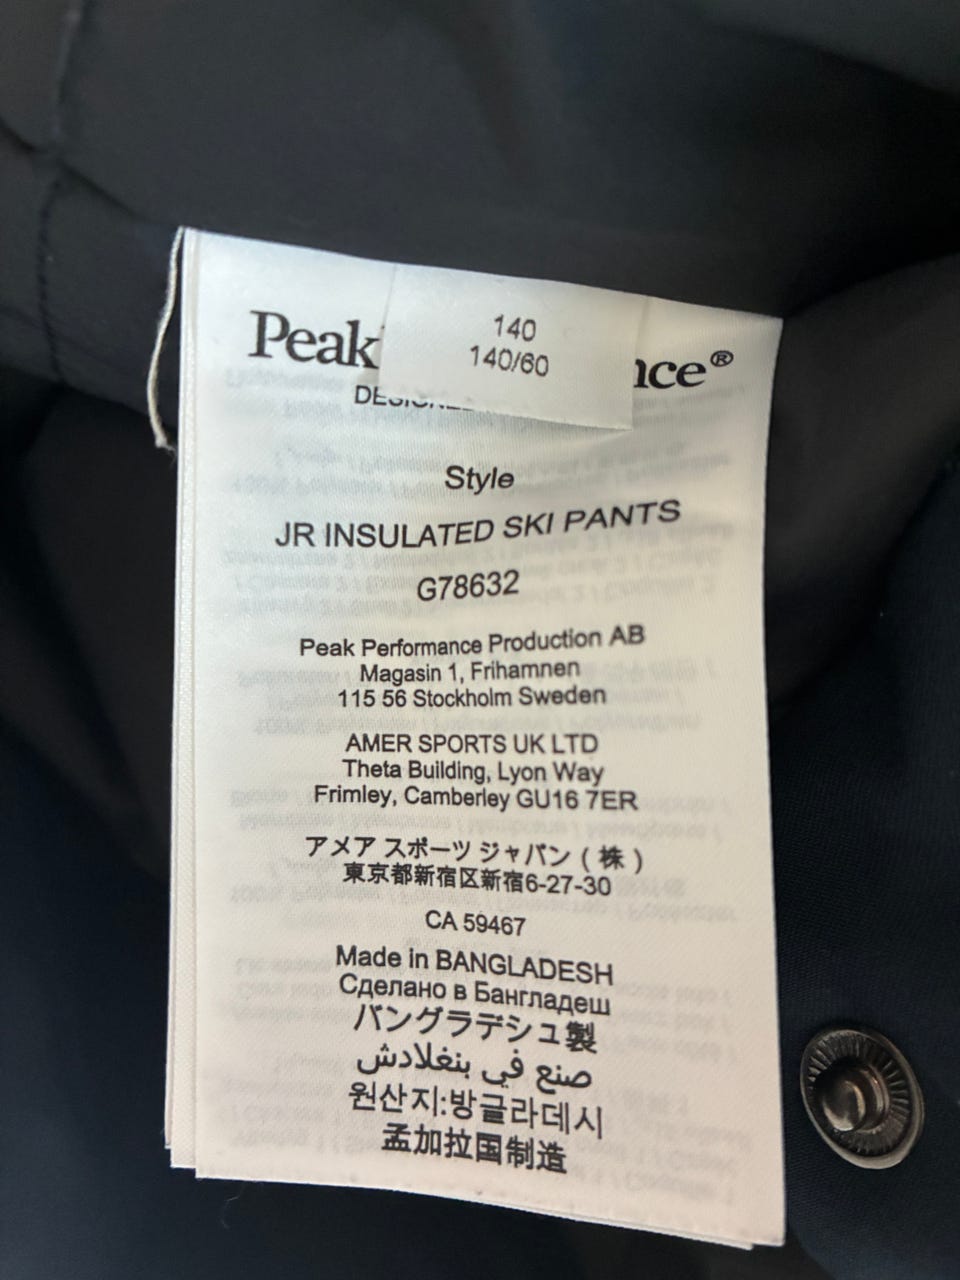 140
140/60
Peak
nce®
Style
JR INSULATED SKI PANTS
G78632
Peak Performance Production AB
Magasin 1, Frihamnen
115 56 Stockholm Sweden
AMER SPORTS UK LTD
Theta Building, Lyon Way
Frimley, Camberley GU16 7ER
アメア スポーツ ジャパン ( 株 )
東京都新宿区新宿6-27-30
CA 59467
Made in BANGLADESH
Сделано в Бангладеш
バングラデシュ製
صنع في بنغلادش
원산지:방글라데시
孟加拉国制造